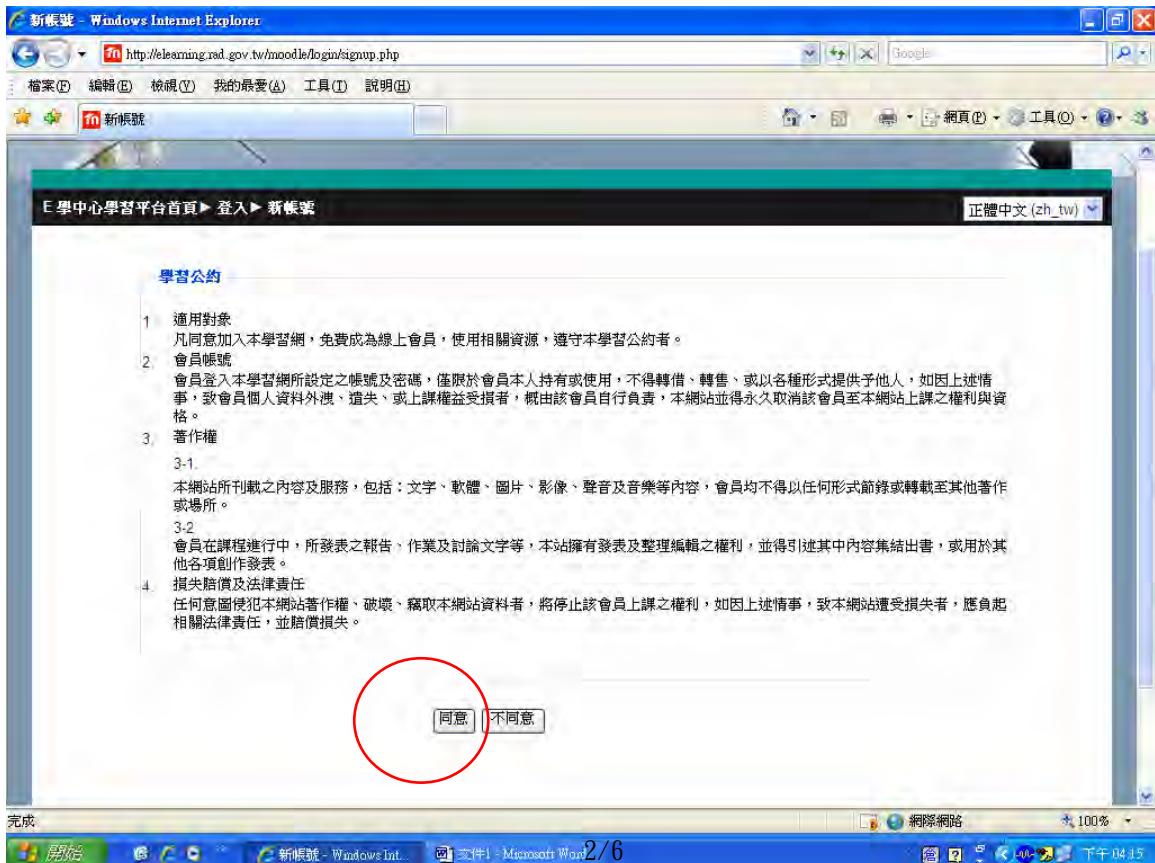 新帳號 - Windows Internet Explorer
http://elearning.rad.gov.tw/moodle/login/signup.php
Google
檔案(F) 編輯(E) 檢視(V) 我的最愛(A) 工具(T) 說明(H)
新帳號
網頁(P) 工具(O)
E 學中心學習平台首頁► 登入► 新帳號
正體中文 (zh_tw)
學習公約
1 適用對象
凡同意加入本學習網，免費成為線上會員，使用相關資源，遵守本學習公約者。
2. 會員帳號
會員登入本學習網所設定之帳號及密碼，僅限於會員本人持有或使用，不得轉借、轉售、或以各種形式提供予他人，如因上述情
事，致會員個人資料外洩、遺失、或上課權益受損者，概由該會員自行負責，本網站並得永久取消該會員至本網站上課之權利與資
格。
3. 著作權
3-1.
本網站所刊載之內容及服務，包括：文字、軟體、圖片、影像、聲音及音樂等內容，會員均不得以任何形式節錄或轉載至其他著作
或場所。
3-2
會員在課程進行中，所發表之報告、作業及討論文字等，本站擁有發表及整理編輯之權利，並得引述其中內容集結出書，或用於其
他各項創作發表。
4 損失賠償及法律責任
任何意圖侵犯本網站著作權、破壞、竊取本網站資料者，將停止該會員上課之權利，如因上述情事，致本網站遭受損失者，應負起
相關法律責任，並賠償損失。
同意 不同意
完成
網際網路
100%
開始
新帳號 - Windows Int...
文件1 - Microsoft Word
2/6
下午 04:15